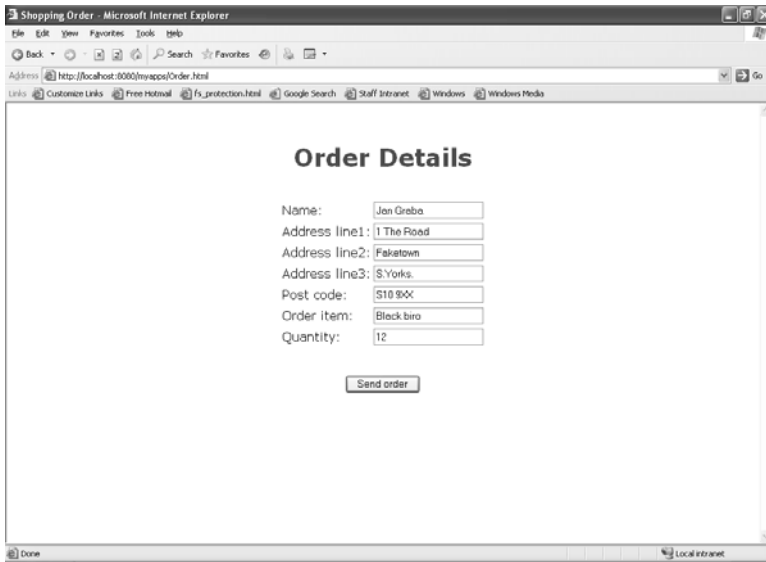 Shopping Order - Microsoft Internet Explorer
File Edit View Favorites Tools Help
Back Search Favorites
Address http://localhost:8080/myapps/Order.html Go
Links Customize Links Free Hotmail fs_protection.html Google Search Staff Intranet Windows Windows Media
Order Details
Name: Jan Graba
Address line1: 1 The Road
Address line2: Faketown
Address line3: S.Yorks.
Post code: S10 9XX
Order item: Black biro
Quantity: 12
Send order
Done Local intranet